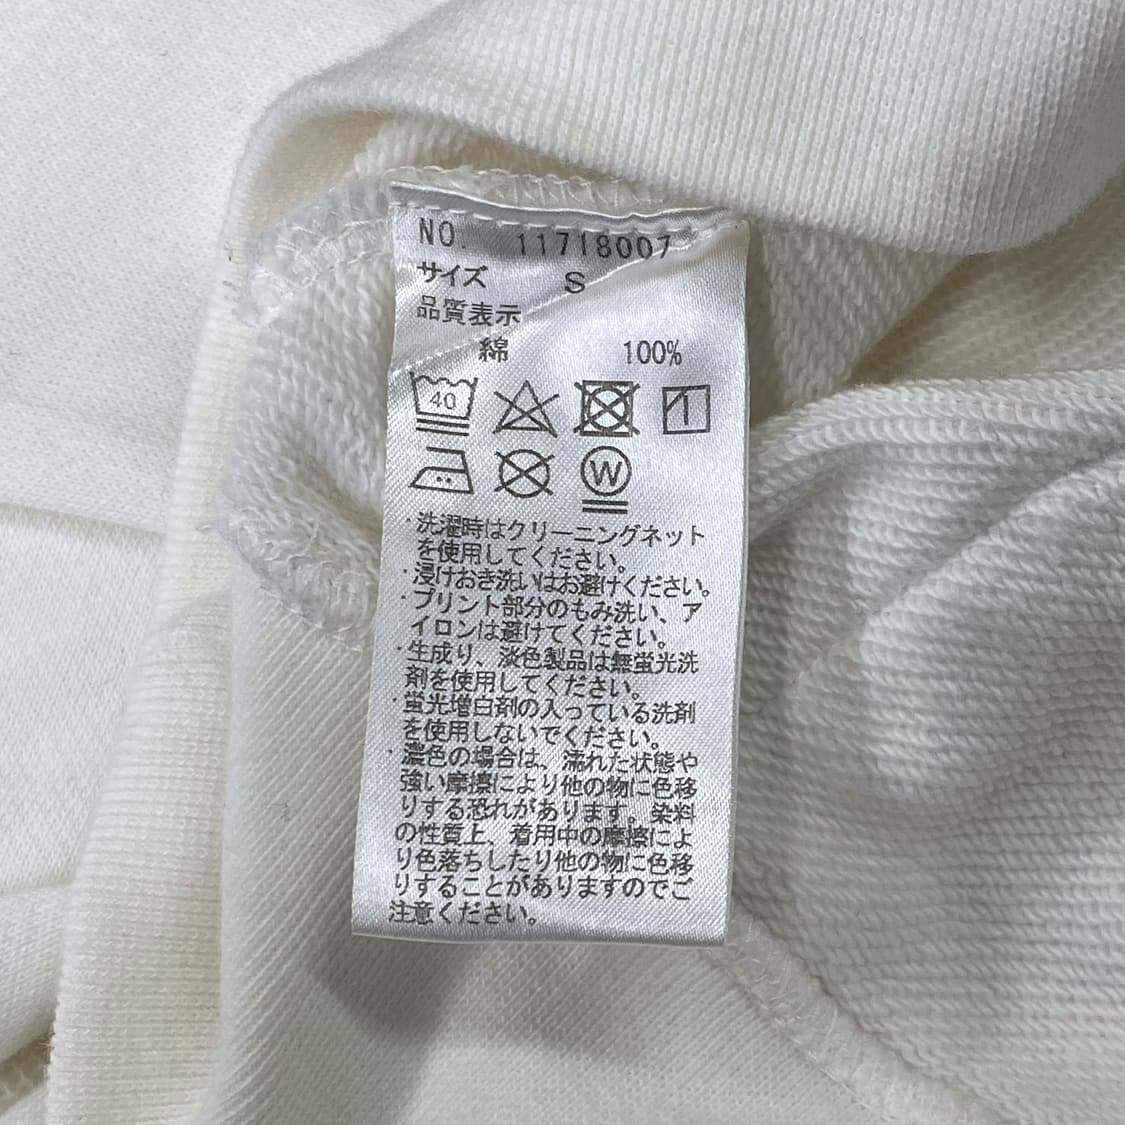 NO. 11718007
サイズ S
品質表示
綿 100%
40
W
・洗濯時はクリーニングネット
を使用してください。
・浸けおき洗いはお避けください。
・プリント部分のもみ洗い、ア
イロンは避けてください。
・生成り、淡色製品は無蛍光洗
剤を使用してください。
・蛍光増白剤の入っている洗剤
を使用しないでください。
・濃色の場合は、濡れた状態や
強い摩擦により他の物に色移
りする恐れがあります。染料
の性質上、着用中の摩擦によ
り色落ちしたり他の物に色移
りすることがありますのでご
注意ください。